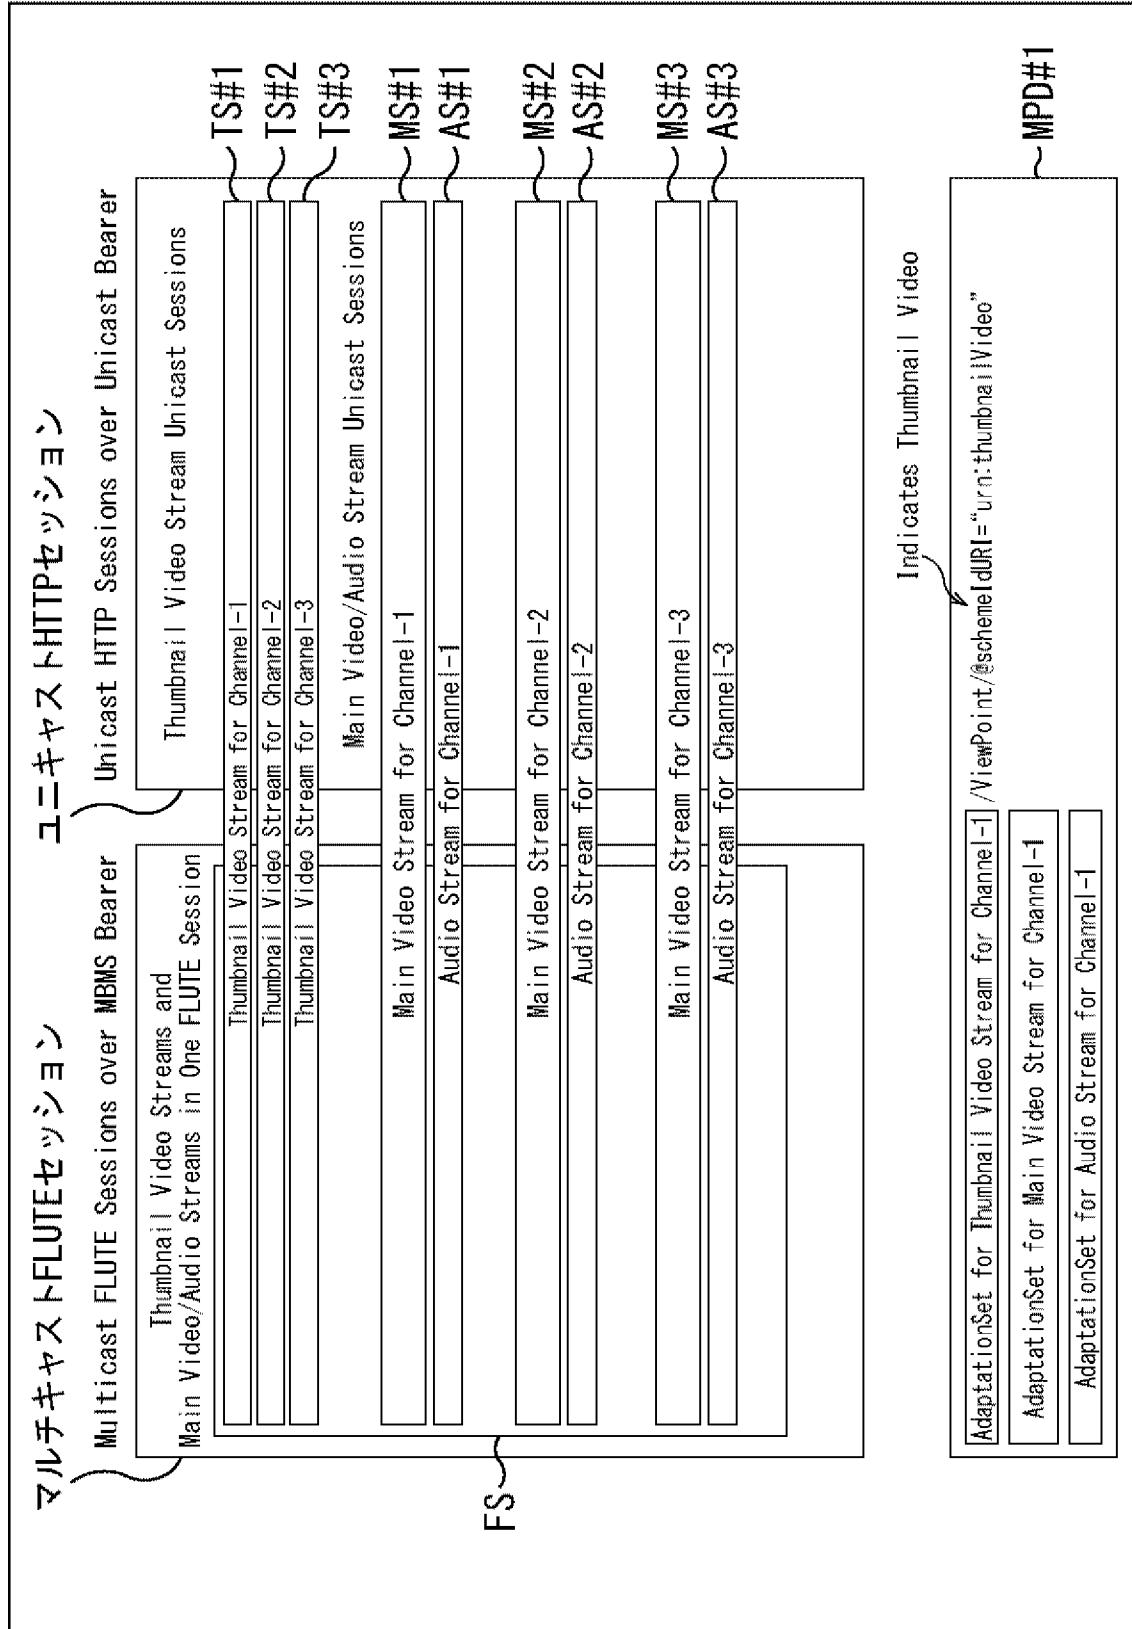 マルチキャストFLUTEセッション
Multicast FLUTE Sessions over MBMS Bearer
ユニキャストHTTPセッション
Unicast HTTP Sessions over Unicast Bearer
Thumbnail Video Streams and
Main Video/Audio Streams in One FLUTE Session
Thumbnail Video Stream Unicast Sessions
Thumbnail Video Stream for Channel-1
TS#1
Thumbnail Video Stream for Channel-2
TS#2
Thumbnail Video Stream for Channel-3
TS#3
Main Video/Audio Stream Unicast Sessions
Main Video Stream for Channel-1
MS#1
Audio Stream for Channel-1
AS#1
FS
Main Video Stream for Channel-2
MS#2
Audio Stream for Channel-2
AS#2
Main Video Stream for Channel-3
MS#3
Audio Stream for Channel-3
AS#3
Indicates Thumbnail Video
AdaptationSet for Thumbnail Video Stream for Channel-1
/ViewPoint/@schemeIdURI=“urn:thumbnailVideo”
AdaptationSet for Main Video Stream for Channel-1
AdaptationSet for Audio Stream for Channel-1
MPD#1